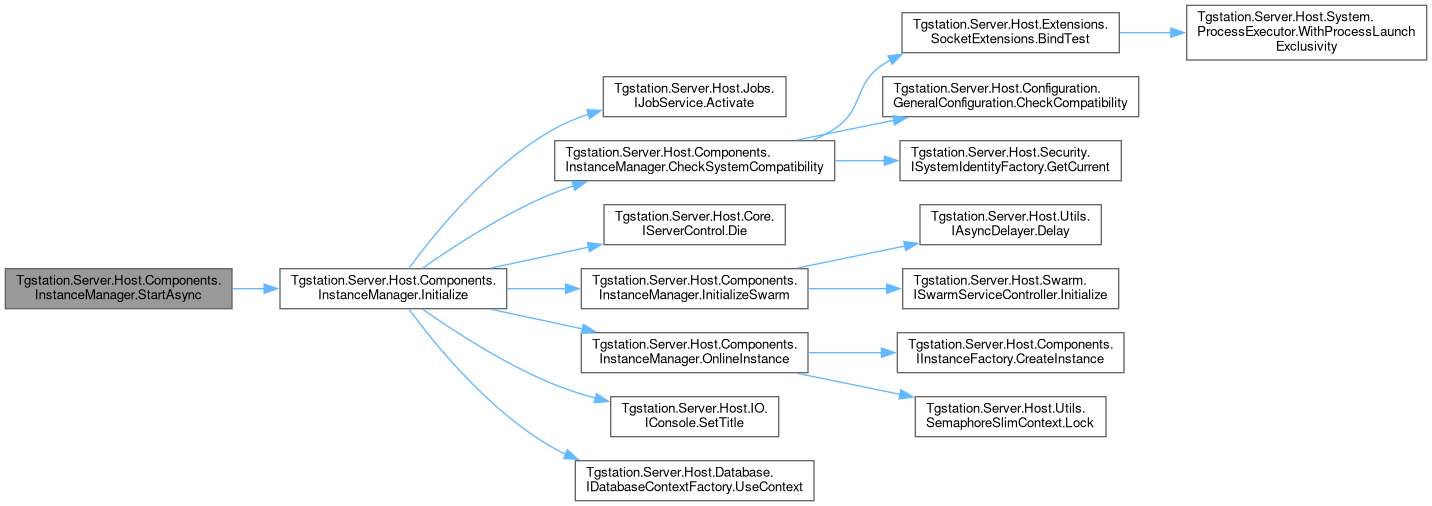 Tgstation.Server.Host.Components.
InstanceManager.StartAsync
Tgstation.Server.Host.Components.
InstanceManager.Initialize
Tgstation.Server.Host.Jobs.
IJobService.Activate
Tgstation.Server.Host.Components.
InstanceManager.CheckSystemCompatibility
Tgstation.Server.Host.Extensions.
SocketExtensions.BindTest
Tgstation.Server.Host.System.
ProcessExecutor.WithProcessLaunch
Exclusivity
Tgstation.Server.Host.Configuration.
GeneralConfiguration.CheckCompatibility
Tgstation.Server.Host.Security.
ISystemIdentityFactory.GetCurrent
Tgstation.Server.Host.Core.
IServerControl.Die
Tgstation.Server.Host.Components.
InstanceManager.InitializeSwarm
Tgstation.Server.Host.Utils.
IAsyncDelayer.Delay
Tgstation.Server.Host.Swarm.
ISwarmServiceController.Initialize
Tgstation.Server.Host.Components.
InstanceManager.OnlineInstance
Tgstation.Server.Host.Components.
IInstanceFactory.CreateInstance
Tgstation.Server.Host.Utils.
SemaphoreSlimContext.Lock
Tgstation.Server.Host.IO.
IConsole.SetTitle
Tgstation.Server.Host.Database.
IDatabaseContextFactory.UseContext